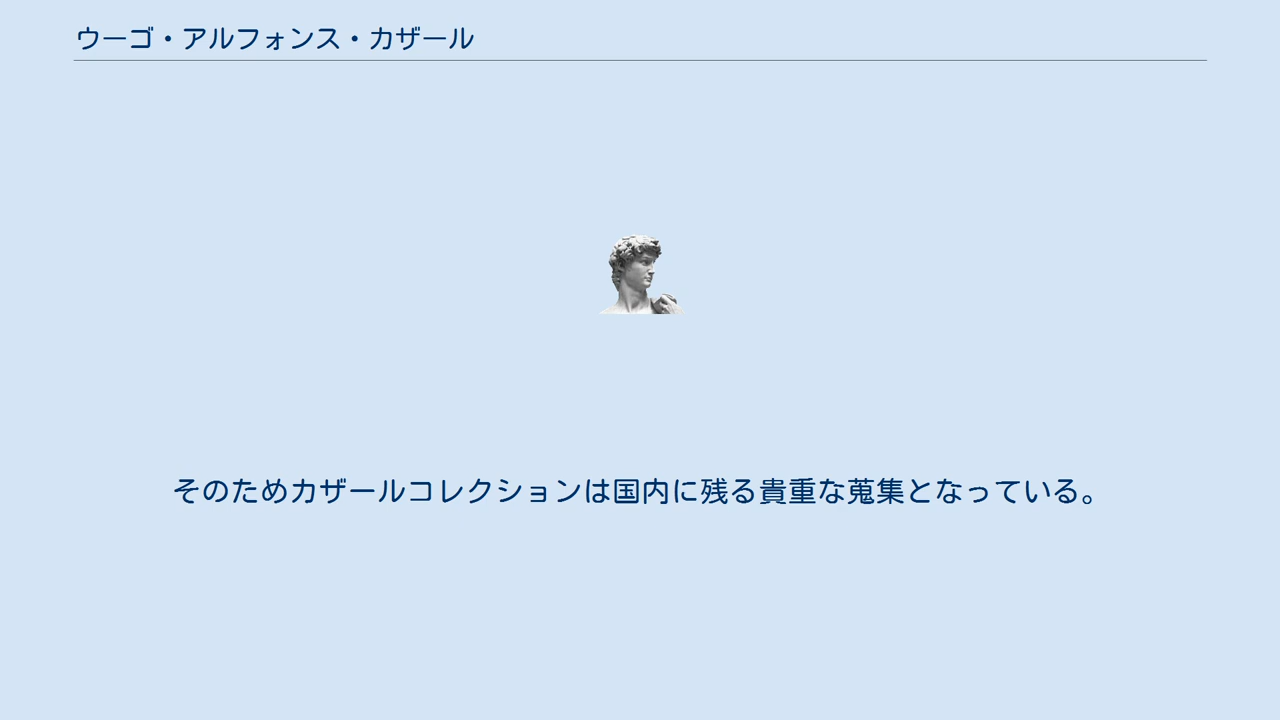 ウーゴ・アルフォンス・カザール
そのためカザールコレクションは国内に残る貴重な蒐集となっている。